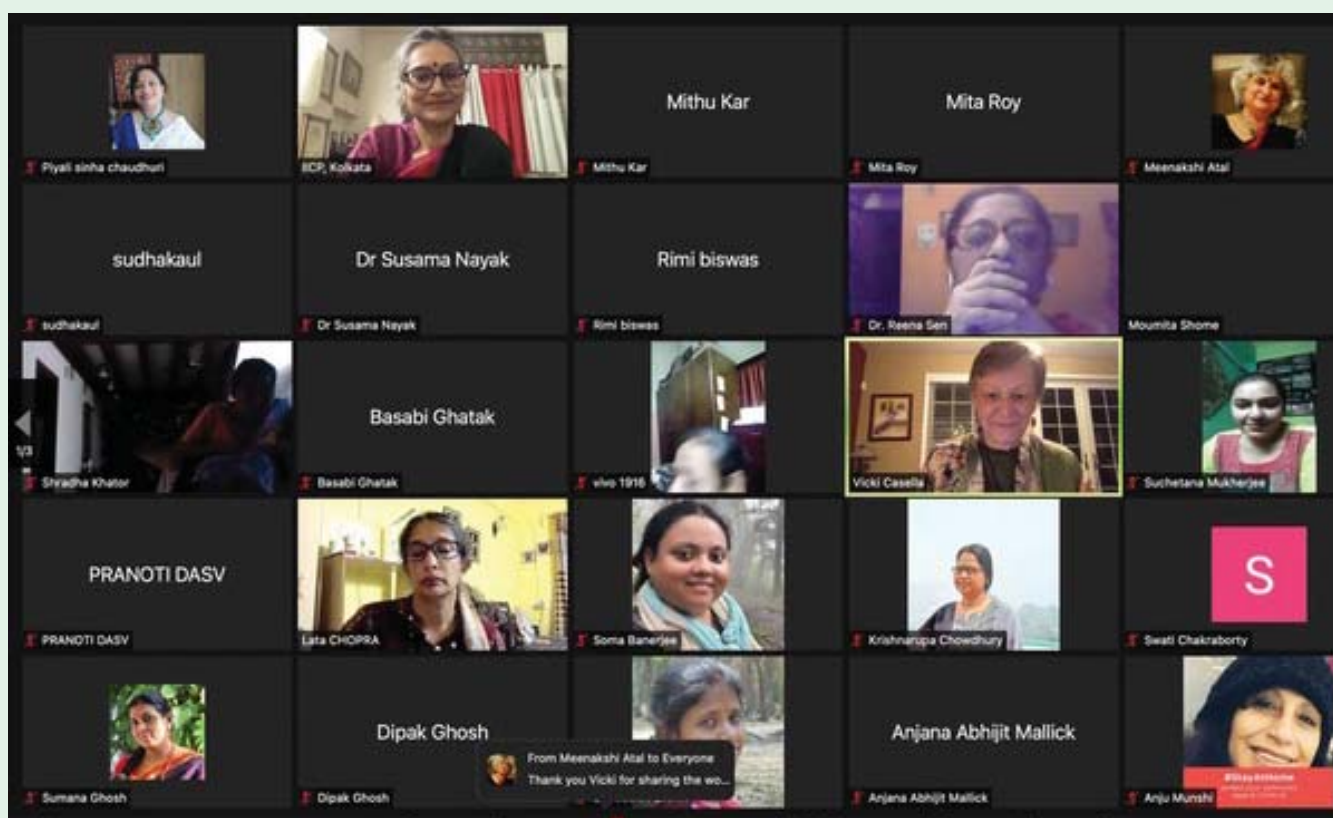 Piyali sinha chaudhuri
IICP, Kolkata
Mithu Kar
Mithu Kar
Mita Roy
Mita Roy
Meenakshi Atal
sudhakaul
sudhakaul
Dr Susama Nayak
Dr Susama Nayak
Rimi biswas
Rimi biswas
Dr. Reena Sen
Moumita Shome
1/3
Shradha Khator
Basabi Ghatak
Basabi Ghatak
vivo 1916
Vicki Casella
Suchetana Mukherjee
PRANOTI DASV
PRANOTI DASV
Lata CHOPRA
Soma Banerjee
Krishnarupa Chowdhury
S
Swati Chakraborty
Sumana Ghosh
Dipak Ghosh
Dipak Ghosh
From Meenakshi Atal to Everyone
Thank you Vicki for sharing the wo...
Anjana Abhijit Mallick
Anjana Abhijit Mallick
#StayAtHome
Anju Munshi